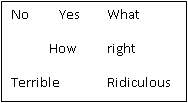 No Yes What
How right
Terrible Ridiculous